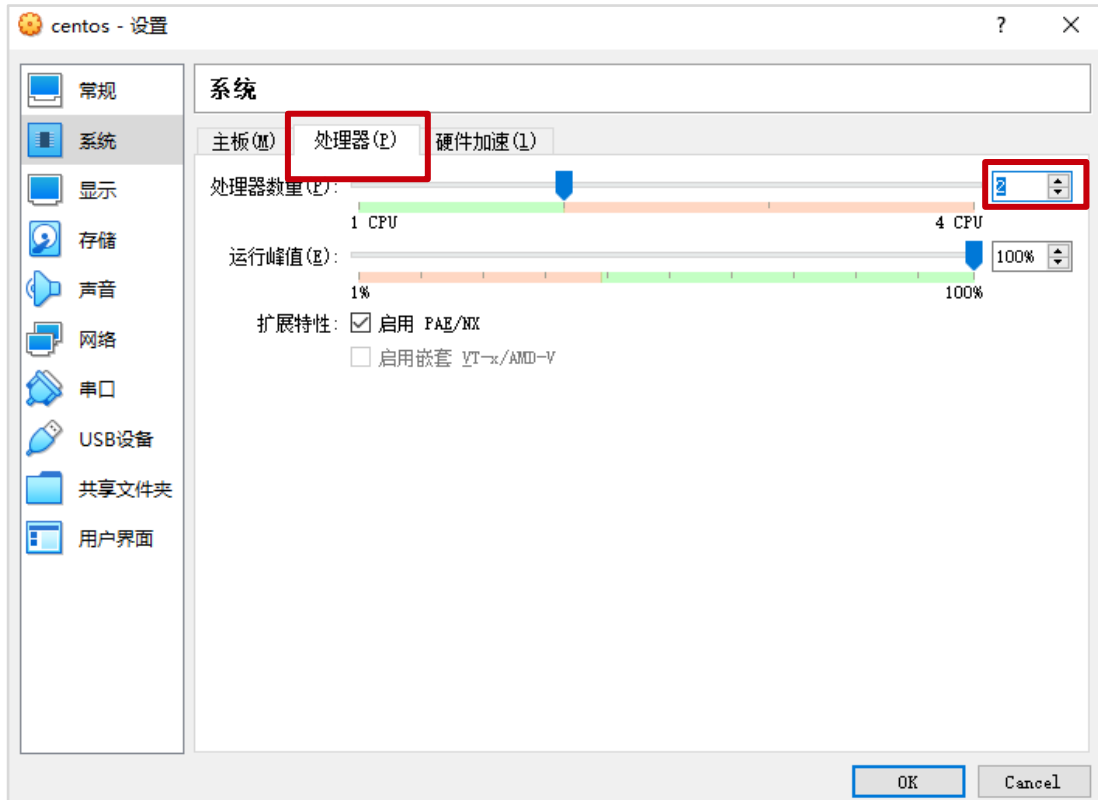 centos - 设置
?
常规
系统
显示
存储
声音
网络
串口
USB设备
共享文件夹
用户界面
系统
主板(M) 处理器(P) 硬件加速(l)
处理器数量(P): 2
1 CPU 4 CPU
运行峰值(E): 100%
1% 100%
扩展特性: 启用 PAE/NX
启用嵌套 VT-x/AMD-V
OK Cancel